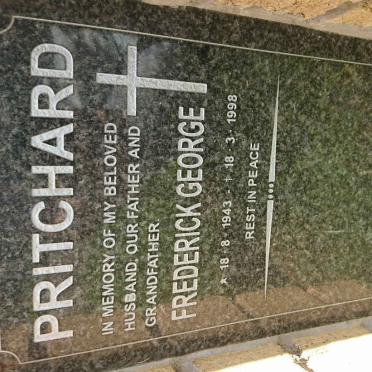 PRITCHARD
IN MEMORY OF MY BELOVED
HUSBAND, OUR FATHER AND
GRANDFATHER
FREDERICK GEORGE
* 18 · 8 · 1943 - † 18 · 3 · 1998
REST IN PEACE